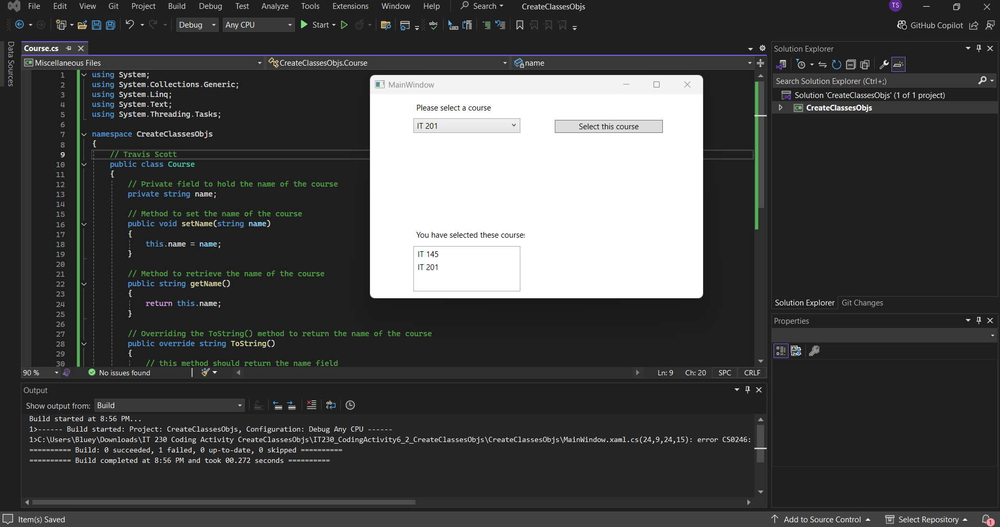 File Edit View Git Project Build Debug Test Analyze Tools Extensions Window Help Search CreateClassesObjs TS
Debug Any CPU Start GitHub Copilot
Data Sources
Course.cs
Miscellaneous Files CreateClassesObjs.Course name
1 using System;
2 using System.Collections.Generic;
3 using System.Linq;
4 using System.Text;
5 using System.Threading.Tasks;
6
7 namespace CreateClassesObjs
8 {
9 // Travis Scott
10 public class Course
11 {
12 // Private field to hold the name of the course
13 private string name;
14
15 // Method to set the name of the course
16 public void setName(string name)
17 {
18 this.name = name;
19 }
20
21 // Method to retrieve the name of the course
22 public string getName()
23 {
24 return this.name;
25 }
26
27 // Overriding the ToString() method to return the name of the course
28 public override string ToString()
29 {
30 // this method should return the name field
90 % No issues found Ln: 9 Ch: 20 SPC CRLF
MainWindow
Please select a course
IT 201 Select this course
You have selected these courses
IT 145
IT 201
Output
Show output from: Build
Build started at 8:56 PM...
1>------ Build started: Project: CreateClassesObjs, Configuration: Debug Any CPU ------
1>C:\Users\Bluey\Downloads\IT 230 Coding Activity CreateClassesObjs\IT230_CodingActivity6_2_CreateClassesObjs\CreateClassesObjs\MainWindow.xaml.cs(24,9,24,15): error CS0246:
========== Build: 0 succeeded, 1 failed, 0 up-to-date, 0 skipped ==========
========== Build completed at 8:56 PM and took 00.272 seconds ==========
Solution Explorer
Search Solution Explorer (Ctrl+;)
Solution 'CreateClassesObjs' (1 of 1 project)
CreateClassesObjs
Solution Explorer Git Changes
Properties
Item(s) Saved Add to Source Control Select Repository 1